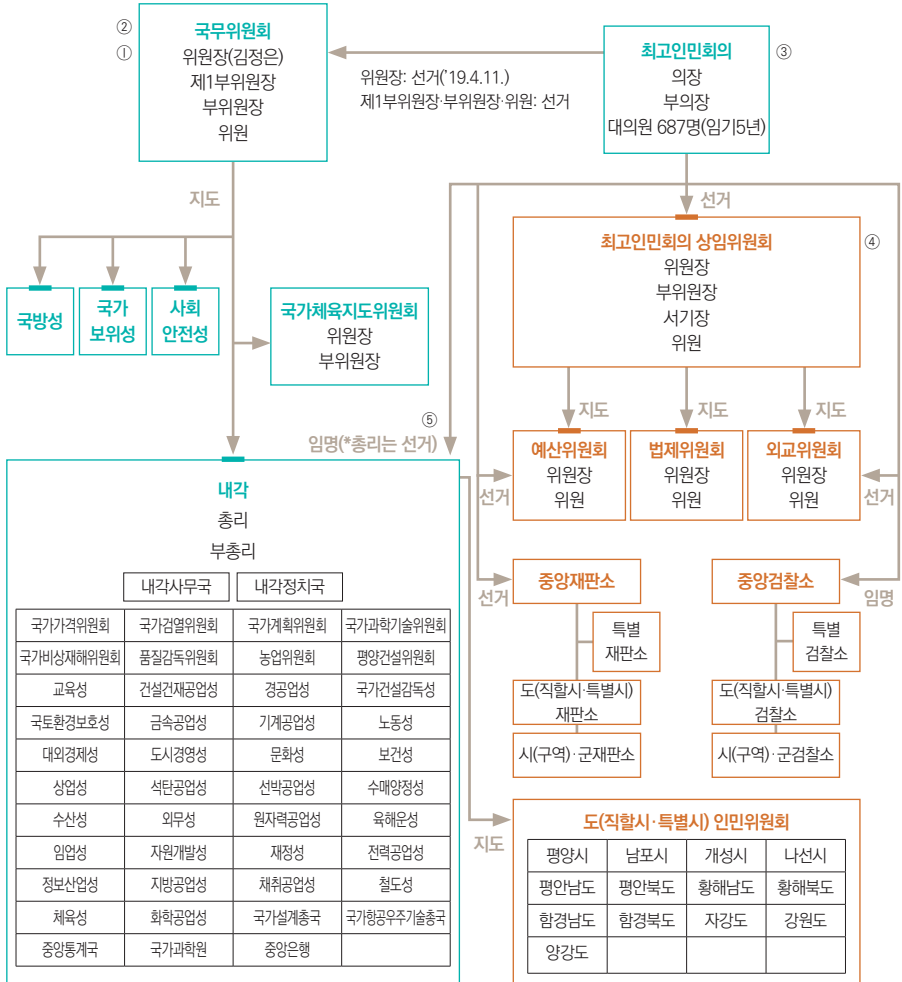 ②
①
국무위원회
위원장(김정은)
제1부위원장
부위원장
위원
위원장: 선거('19.4.11.)
제1부위원장·부위원장·위원: 선거
최고인민회의
의장
부의장
대의원 687명(임기5년)
③
지도
선거
국방성
국가
보위성
사회
안전성
국가체육지도위원회
위원장
부위원장
최고인민회의 상임위원회
위원장
부위원장
서기장
위원
④
지도
지도
지도
⑤
임명(*총리는 선거)
예산위원회
위원장
위원
법제위원회
위원장
위원
외교위원회
위원장
위원
선거
선거
내각
총리
부총리
내각사무국
내각정치국
국가가격위원회 국가검열위원회 국가계획위원회 국가과학기술위원회
국가비상재해위원회 품질감독위원회 농업위원회 평양건설위원회
교육성 건설건재공업성 경공업성 국가건설감독성
국토환경보호성 금속공업성 기계공업성 노동성
대외경제성 도시경영성 문화성 보건성
상업성 석탄공업성 선박공업성 수매양정성
수산성 외무성 원자력공업성 육해운성
임업성 자원개발성 재정성 전력공업성
정보산업성 지방공업성 채취공업성 철도성
체육성 화학공업성 국가설계총국 국가항공우주기술총국
중앙통계국 국가과학원 중앙은행
선거
중앙재판소
특별
재판소
도(직할시·특별시)
재판소
시(구역)·군재판소
중앙검찰소
임명
특별
검찰소
도(직할시·특별시)
검찰소
시(구역)·군검찰소
지도
도(직할시·특별시) 인민위원회
평양시 남포시 개성시 나선시
평안남도 평안북도 황해남도 황해북도
함경남도 함경북도 자강도 강원도
양강도